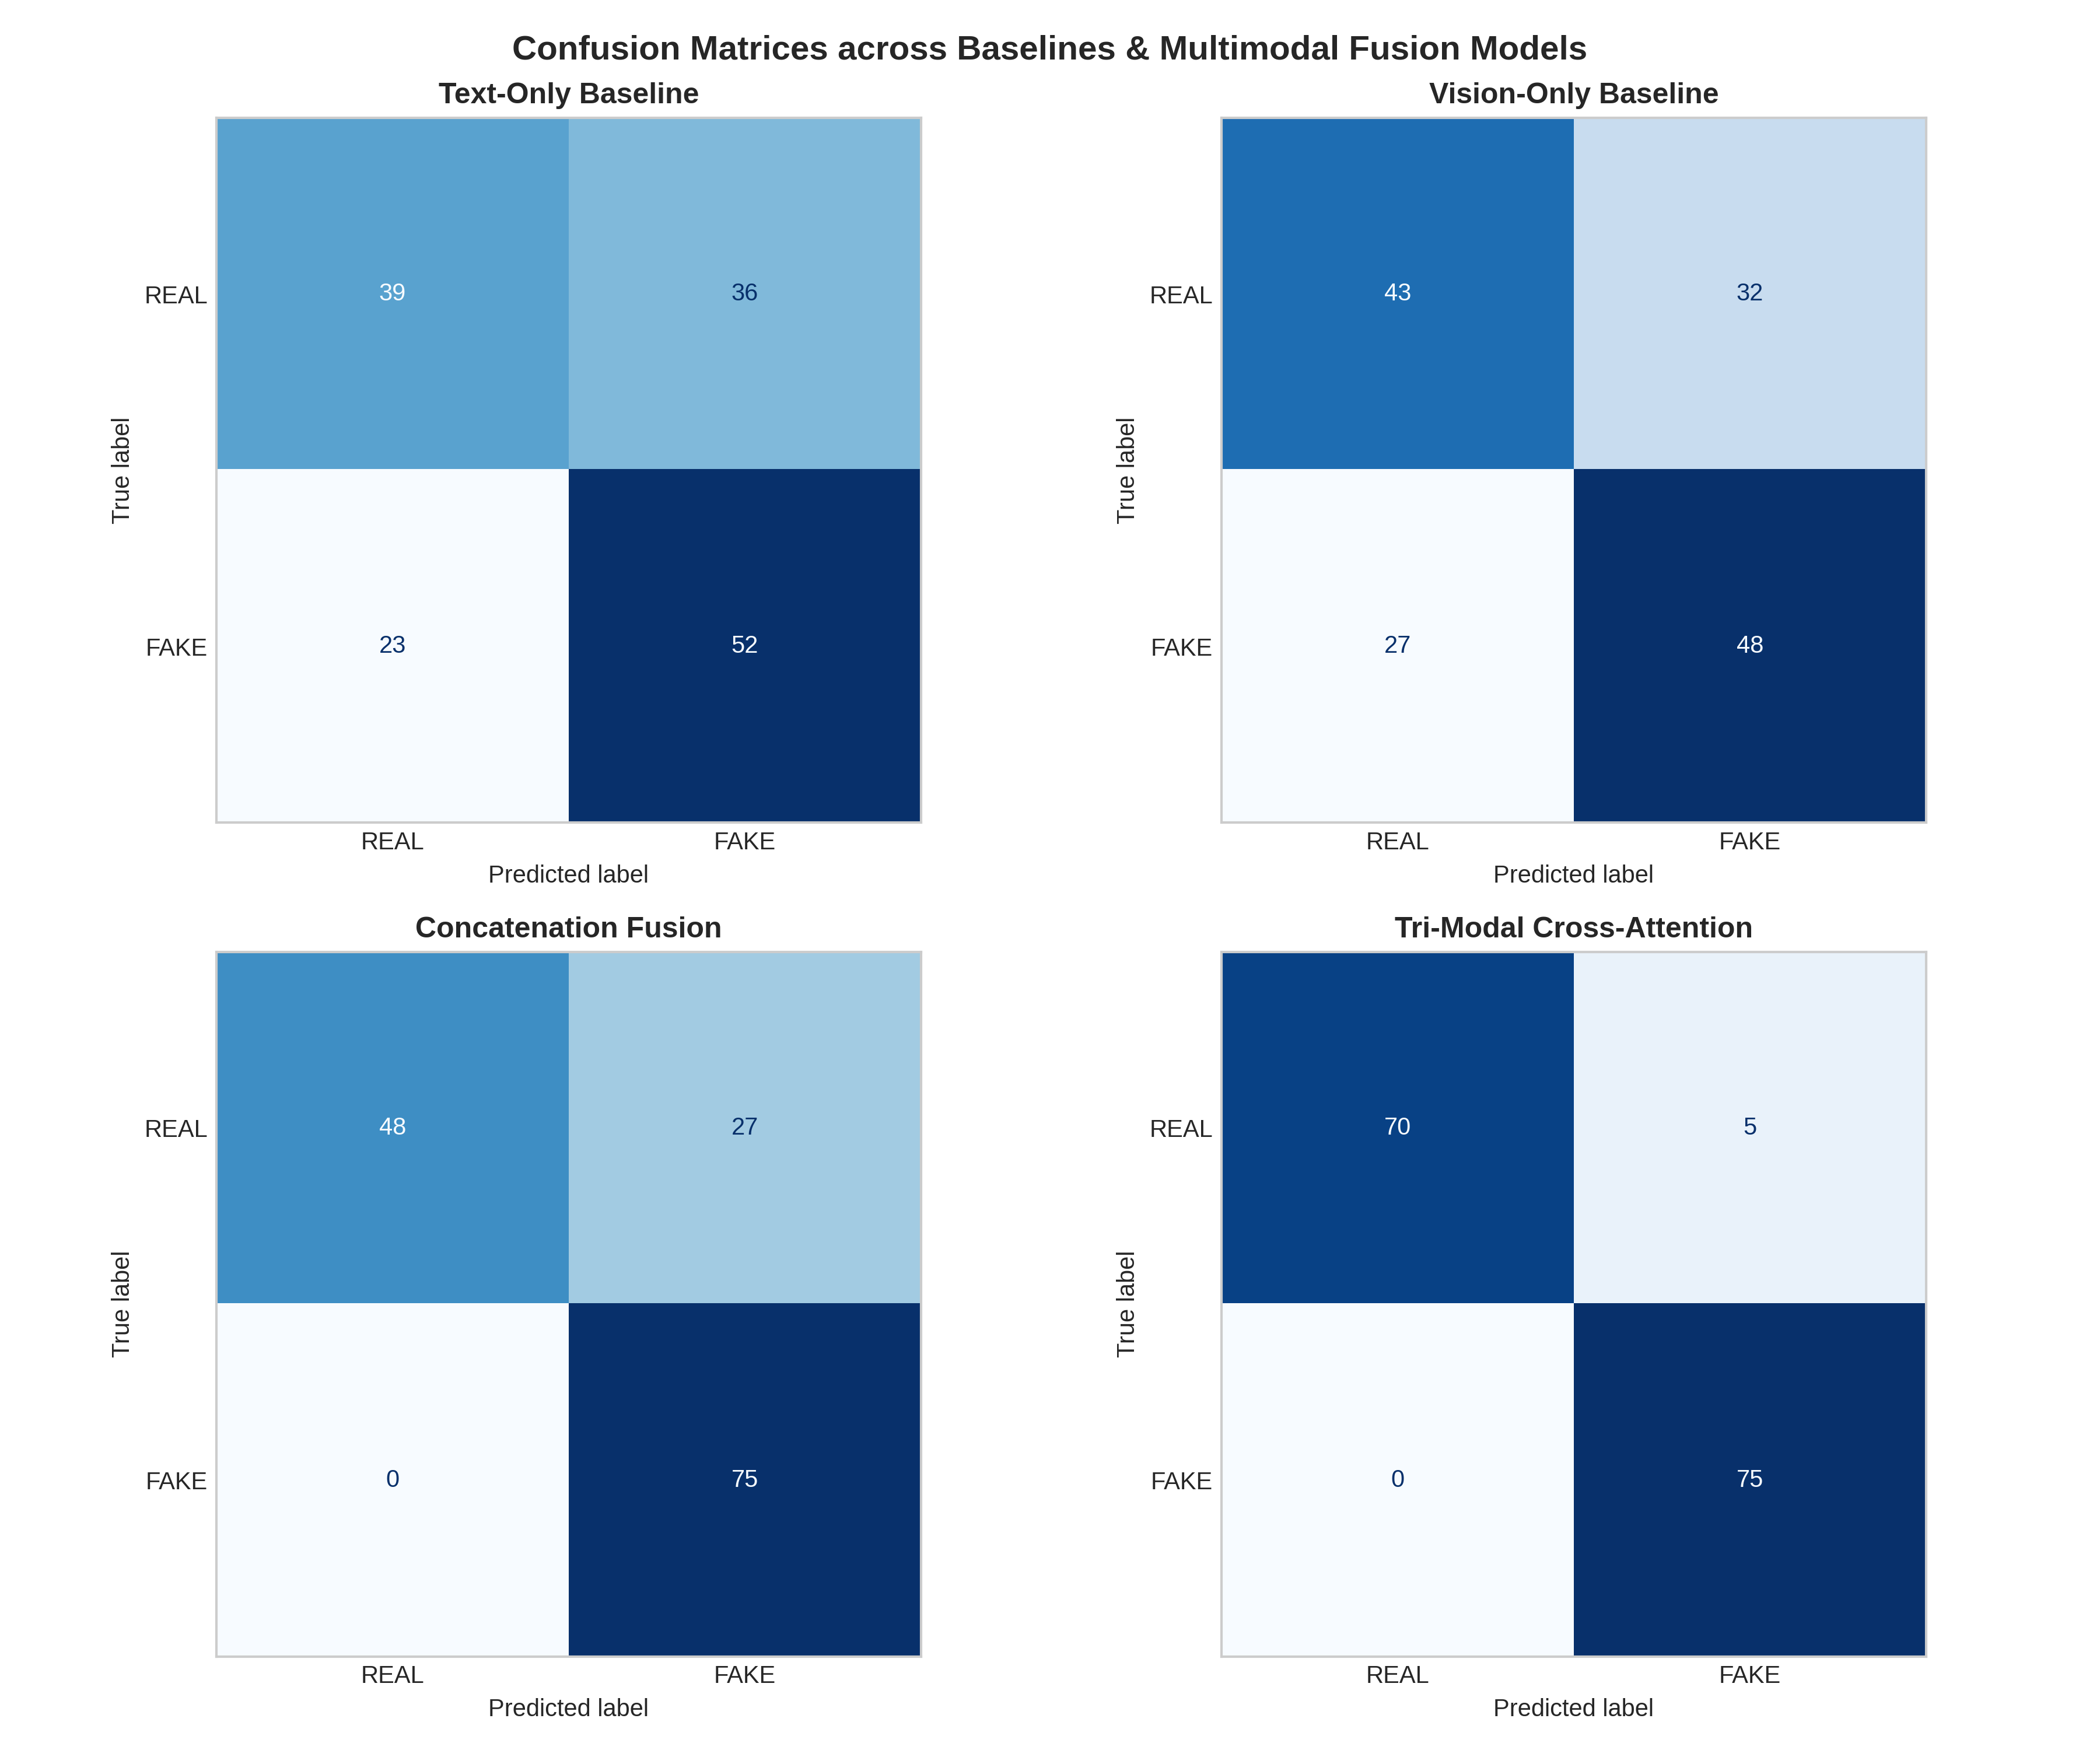 Confusion Matrices across Baselines & Multimodal Fusion Models
Text-Only Baseline
True label
REAL
39
36
FAKE
23
52
REAL
FAKE
Predicted label
Vision-Only Baseline
True label
REAL
43
32
FAKE
27
48
REAL
FAKE
Predicted label
Concatenation Fusion
True label
REAL
48
27
FAKE
0
75
REAL
FAKE
Predicted label
Tri-Modal Cross-Attention
True label
REAL
70
5
FAKE
0
75
REAL
FAKE
Predicted label